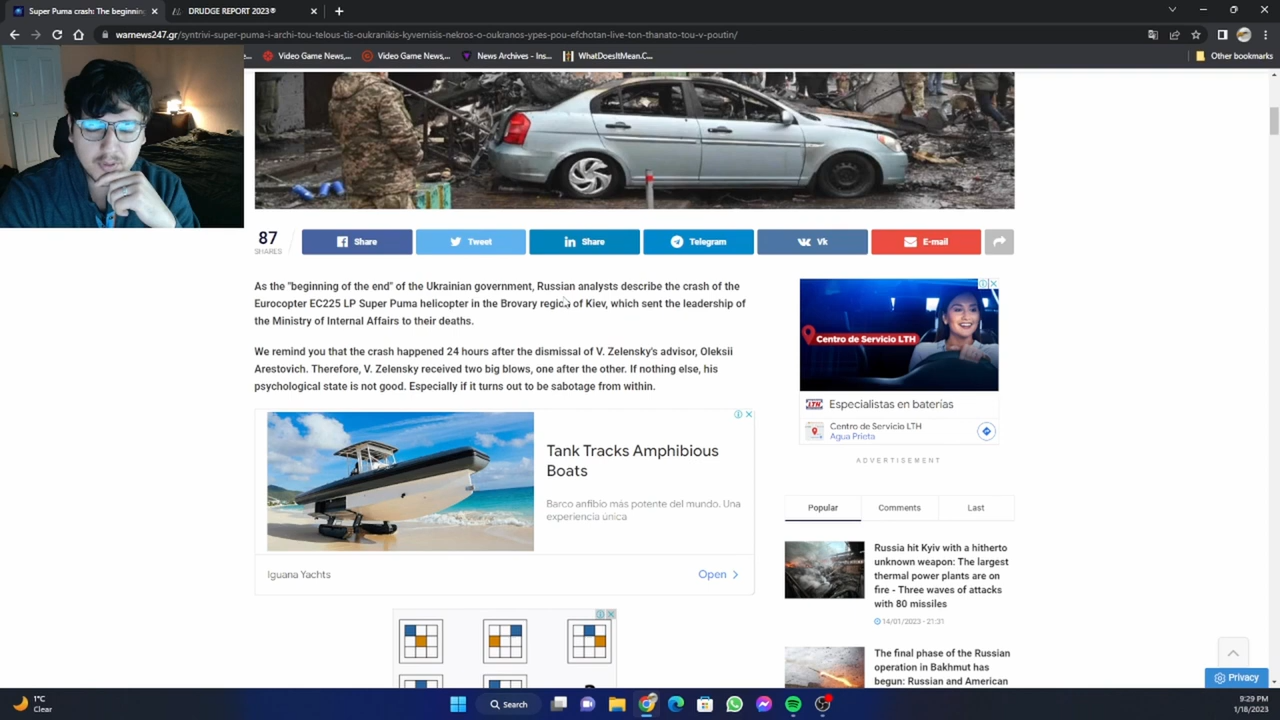 Super Puma crash: The beginning
DRUDGE REPORT 2023®
warnews247.gr/syntrivi-super-puma-i-archi-tou-telous-tis-oukranikis-kyvernisis-nekros-o-oukranos-ypes-pou-efchotan-live-ton-thanato-tou-v-poutin/
Video Game News,...
Video Game News,...
News Archives - Ins...
WhatDoesItMean.C...
Other bookmarks
87
SHARES
Share
Tweet
Share
Telegram
Vk
E-mail
As the "beginning of the end" of the Ukrainian government, Russian analysts describe the crash of the
Eurocopter EC225 LP Super Puma helicopter in the Brovary region of Kiev, which sent the leadership of
the Ministry of Internal Affairs to their deaths.
We remind you that the crash happened 24 hours after the dismissal of V. Zelensky's advisor, Oleksii
Arestovich. Therefore, V. Zelensky received two big blows, one after the other. If nothing else, his
psychological state is not good. Especially if it turns out to be sabotage from within.
Tank Tracks Amphibious
Boats
Barco anfibio más potente del mundo. Una
experiencia única
Iguana Yachts
Open
Centro de Servicio LTH
LTH
Especialistas en baterías
Centro de Servicio LTH
Agua Prieta
ADVERTISEMENT
Popular
Comments
Last
Russia hit Kyiv with a hitherto
unknown weapon: The largest
thermal power plants are on
fire - Three waves of attacks
with 80 missiles
14/01/2023 - 21:31
The final phase of the Russian
operation in Bakhmut has
begun: Russian and American
Privacy
1°C
Clear
Search
9:29 PM
1/18/2023